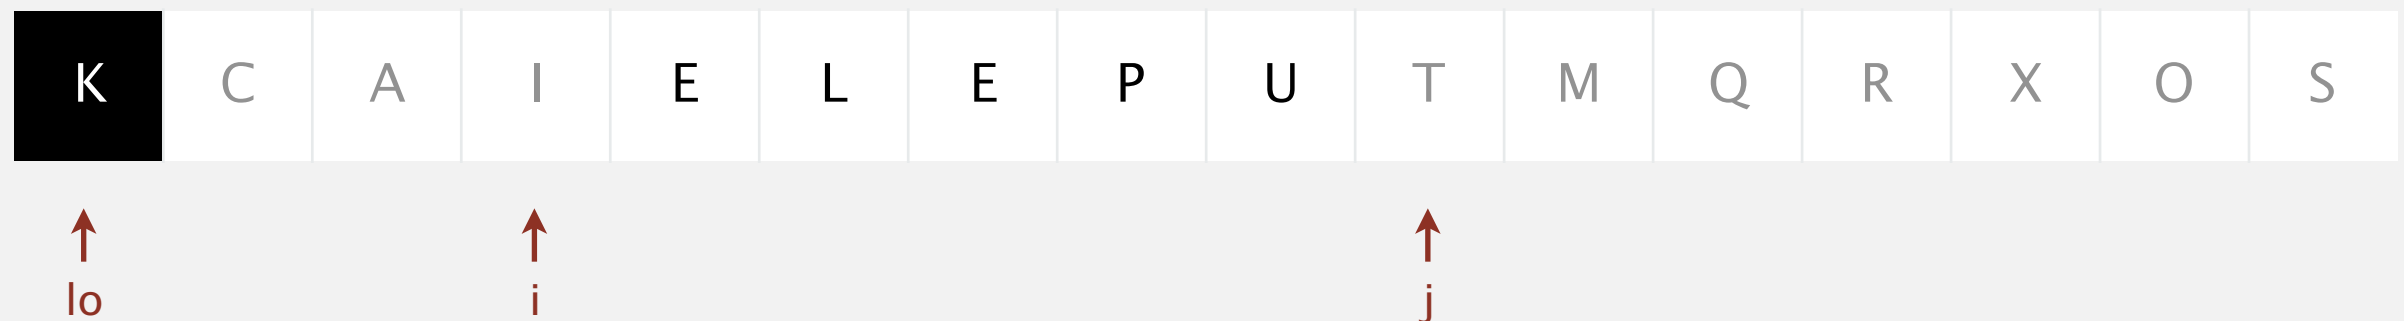 K C A I E L E P U T M Q R X O S
lo i j